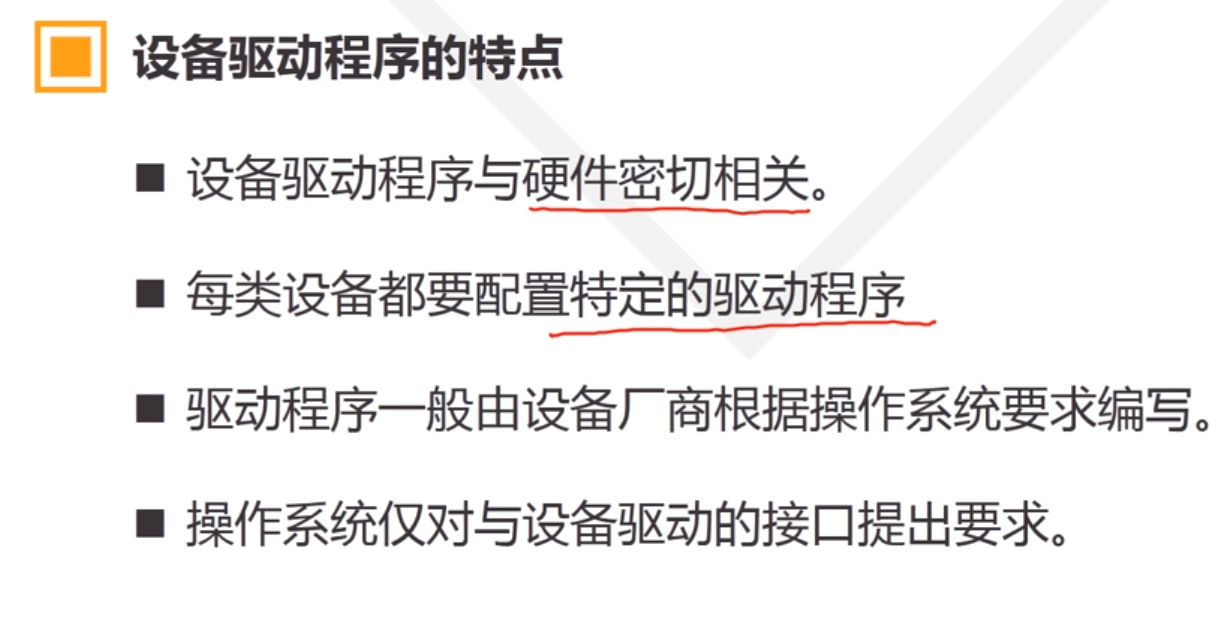 设备驱动程序的特点
设备驱动程序与硬件密切相关。
每类设备都要配置特定的驱动程序
驱动程序一般由设备厂商根据操作系统要求编写。
操作系统仅对与设备驱动的接口提出要求。